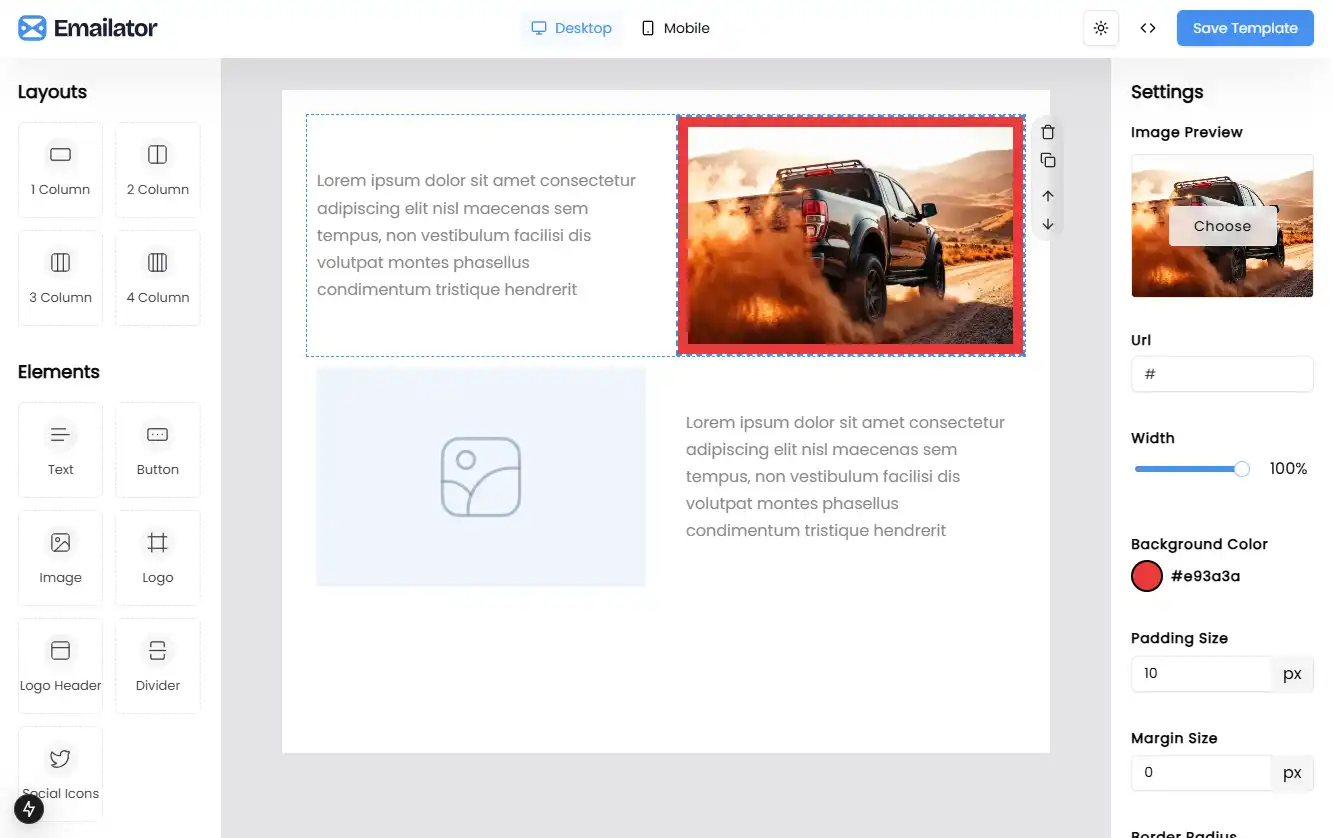 Emailator
Desktop
Mobile
Save Template
Layouts
1 Column
2 Column
3 Column
4 Column
Elements
Text
Button
Image
Logo
Logo Header
Divider
Social Icons
Lorem ipsum dolor sit amet consectetur
adipiscing elit nisl maecenas sem
tempus, non vestibulum facilisi dis
volutpat montes phasellus
condimentum tristique hendrerit
Lorem ipsum dolor sit amet consectetur
adipiscing elit nisl maecenas sem
tempus, non vestibulum facilisi dis
volutpat montes phasellus
condimentum tristique hendrerit
Settings
Image Preview
Choose
Url
#
Width
100%
Background Color
#e93a3a
Padding Size
10 px
Margin Size
0 px
Border Radius